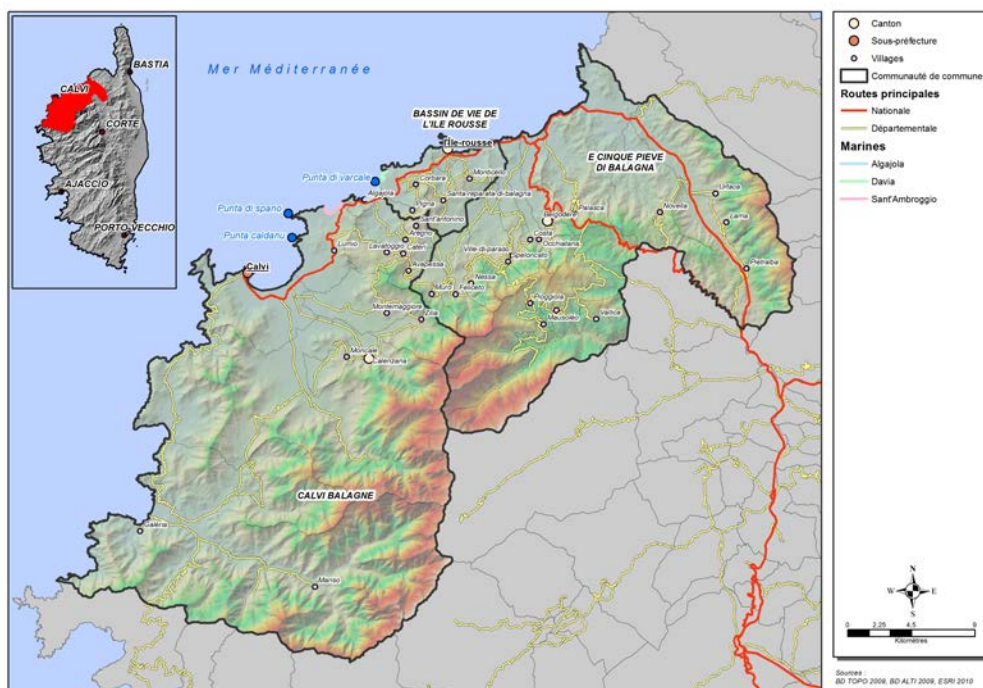 BASTIA
CALVI
CORTE
AJACCIO
PORTO VECCHIO
Mer Méditerranée
BASSIN DE VIE DE
L'ILE ROUSSE
l'Ile-rousse
E CINQUE PIEVE
DI BALAGNA
Punta di varcale
Algajola
Corbara
Monticello
Pigna
Santa reparata di balagna
Sant'antonino
Punta di spano
Punta caldanu
Lumio
Aregno
Lavatoggio
Cateri
Avapessa
Belgodere
Palasca
Costa
Occhiatana
Ville-di-parado
Speloncato
Novella
Urtaca
Lama
Pietralba
Calvi
Nessa
Muro
Feliceto
Montemaggiore
Zilia
Pioggiola
Mausoleo
Vallica
Moncale
Calenzana
CALVI BALAGNE
Galéria
Manso
Canton
Sous-préfecture
Villages
Communauté de commune
Routes principales
Nationale
Départementale
Marines
Algajola
Davia
Sant'Ambroggio
N
W E
S
0 2,25 4,5 9
Kilomètres
Sources :
BD TOPO 2009, BD ALTI 2009, ESRI 2010